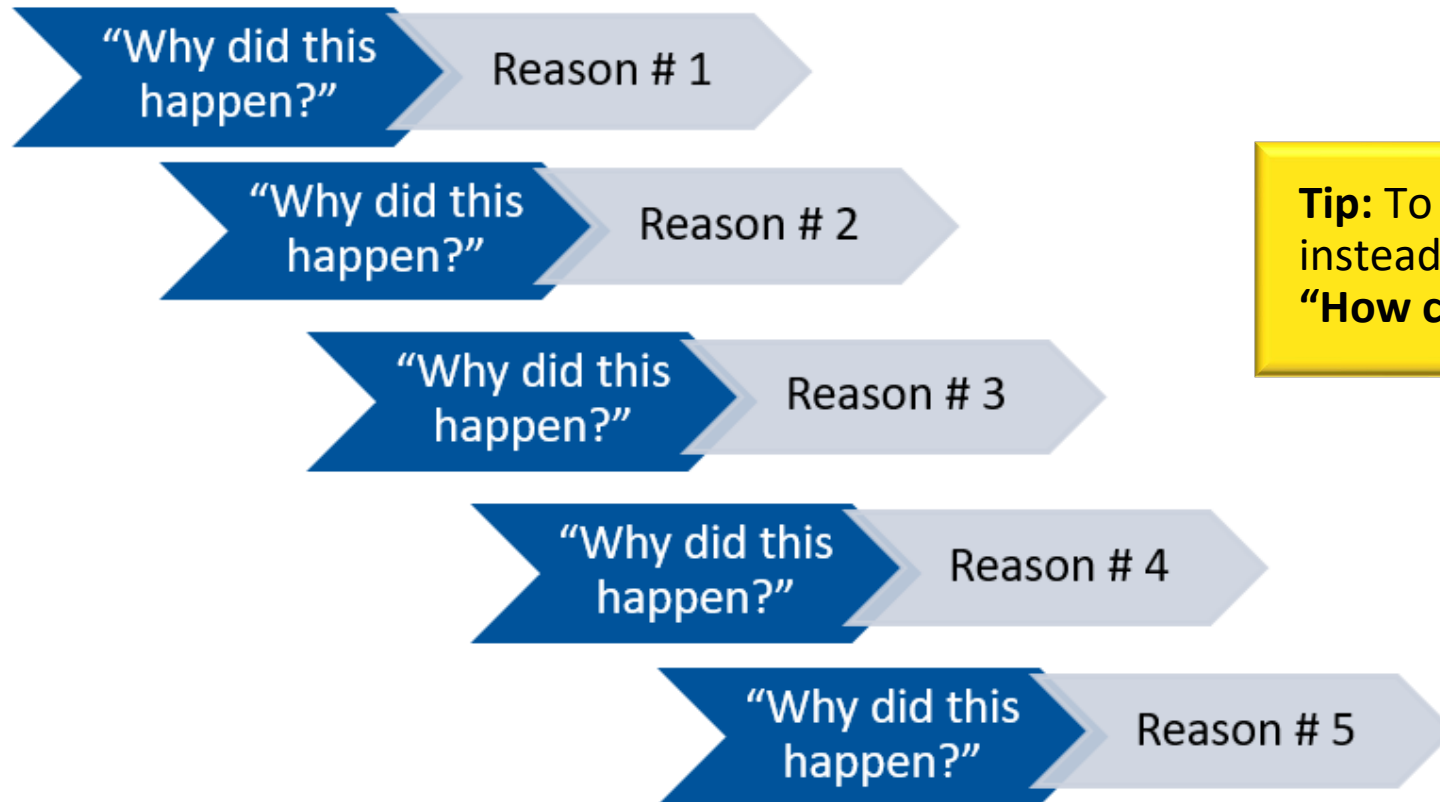 “Why did this
happen?”
Reason # 1
“Why did this
happen?”
Reason # 2
“Why did this
happen?”
Reason # 3
“Why did this
happen?”
Reason # 4
“Why did this
happen?”
Reason # 5
Tip: To
instead
“How c